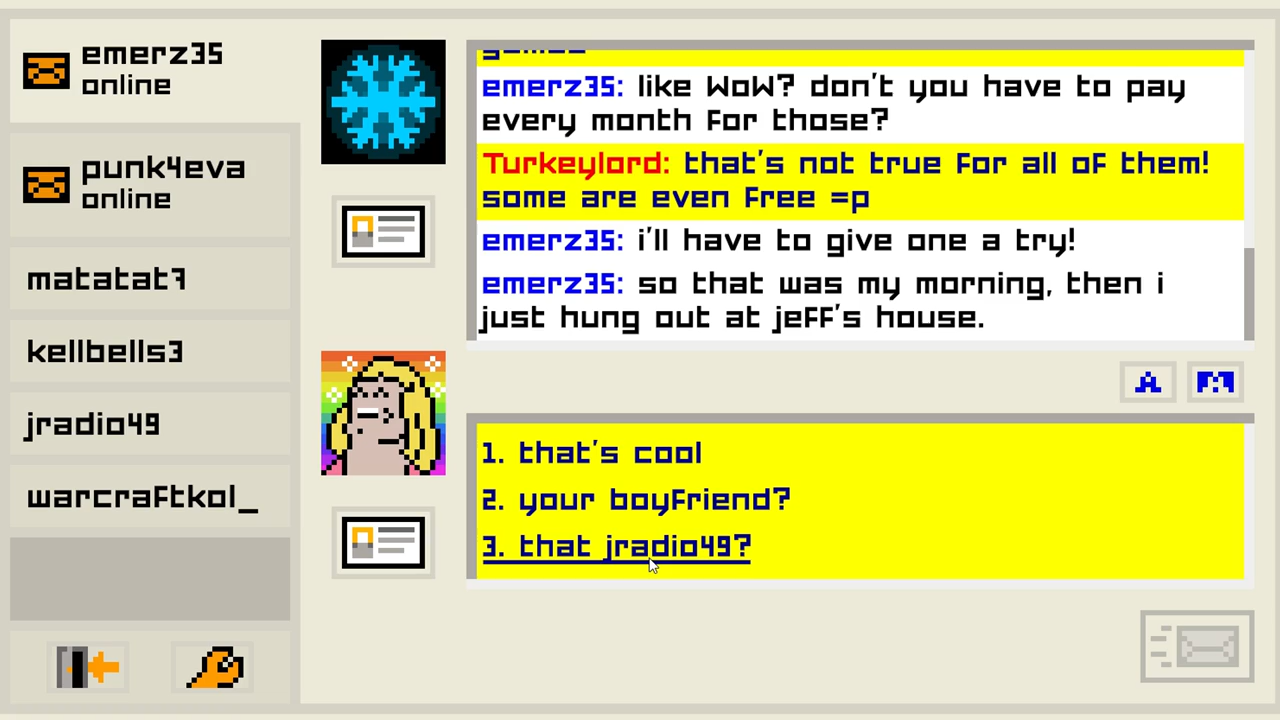 emerz35
online
punk4eva
online
matatat7
kellbells3
jradio49
warcraftkol_
games
emerz35: like WoW? don't you have to pay
every month for those?
Turkeylord: that's not true for all of them!
some are even free =p
emerz35: i'll have to give one a try!
emerz35: so that was my morning, then i
just hung out at jeff's house.
A
1. that's cool
2. your boyfriend?
3. that jradio49?